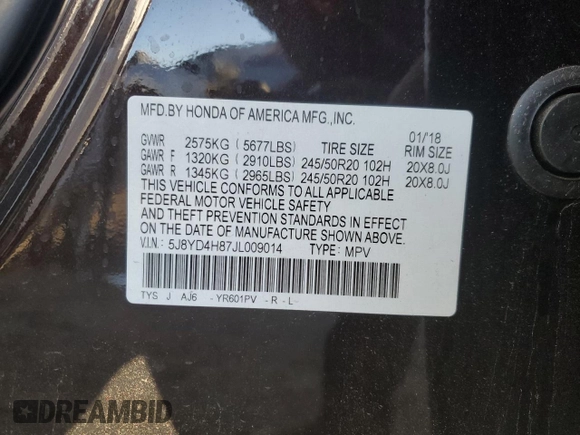 MFD.BY HONDA OF AMERICA MFG.,INC.
01/'18
GVWR 2575KG ( 5677LBS) TIRE SIZE RIM SIZE
GAWR F 1320KG ( 2910LBS) 245/50R20 102H 20X8.0J
GAWR R 1345KG ( 2965LBS) 245/50R20 102H 20X8.0J
THIS VEHICLE CONFORMS TO ALL APPLICABLE
FEDERAL MOTOR VEHICLE SAFETY
AND THEFT PREVENTION STANDARDS IN EFFECT
ON THE DATE OF MANUFACTURE SHOWN ABOVE.
V.I.N.: 5J8YD4H87JL009014 TYPE: MPV
TYS J AJ6 - YR601PV - R - L-
DREAMBID